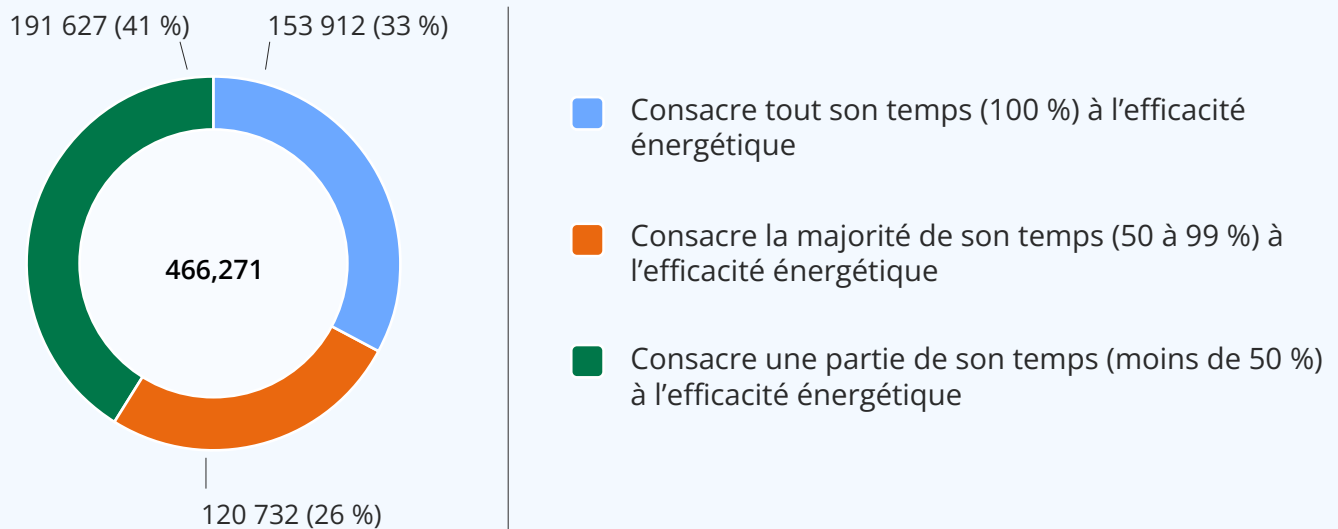 191 627 (41 %)
153 912 (33 %)
466,271
120 732 (26 %)
Consacre tout son temps (100 %) à l’efficacité
énergétique
Consacre la majorité de son temps (50 à 99 %) à
l’efficacité énergétique
Consacre une partie de son temps (moins de 50 %)
à l’efficacité énergétique